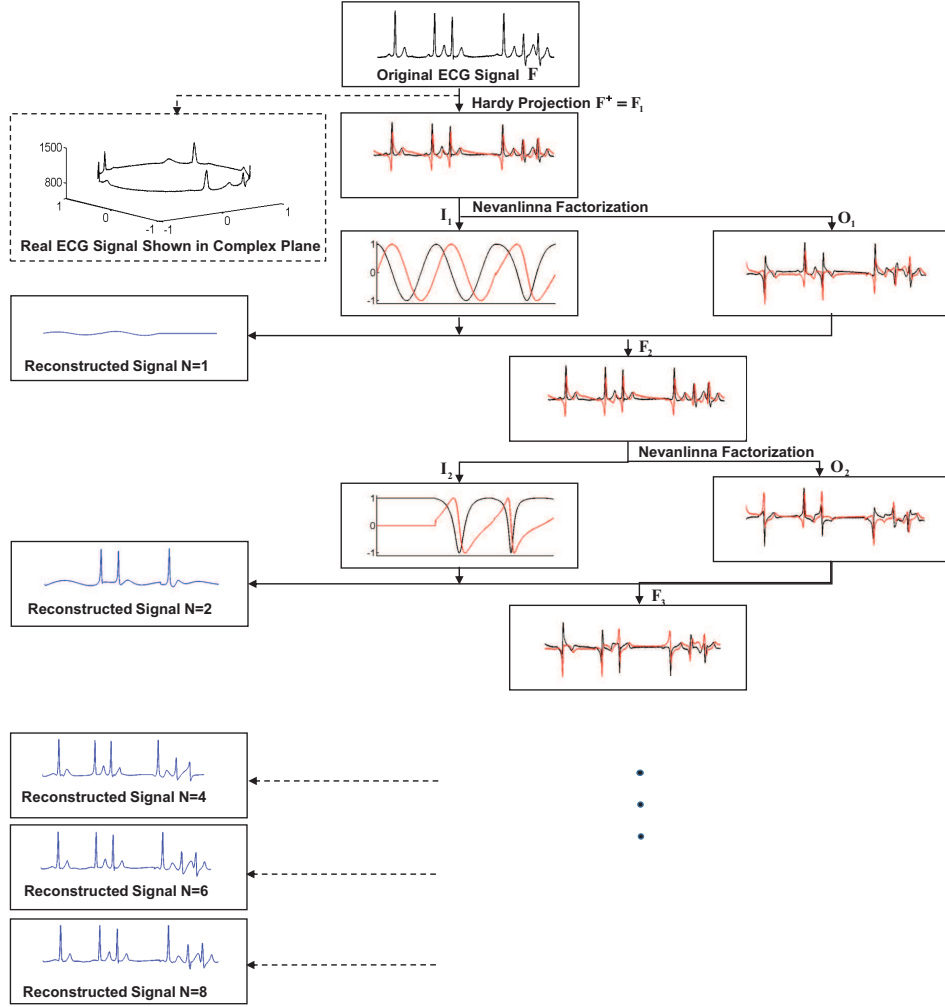 Original ECG Signal F
Hardy Projection F⁺ = F₁
1500
800
1
0
-1
-1
0
1
Real ECG Signal Shown in Complex Plane
Nevanlinna Factorization
I₁
O₁
1
0
-1
Reconstructed Signal N=1
F₂
Nevanlinna Factorization
I₂
O₂
1
0
-1
Reconstructed Signal N=2
F₃
Reconstructed Signal N=4
Reconstructed Signal N=6
Reconstructed Signal N=8